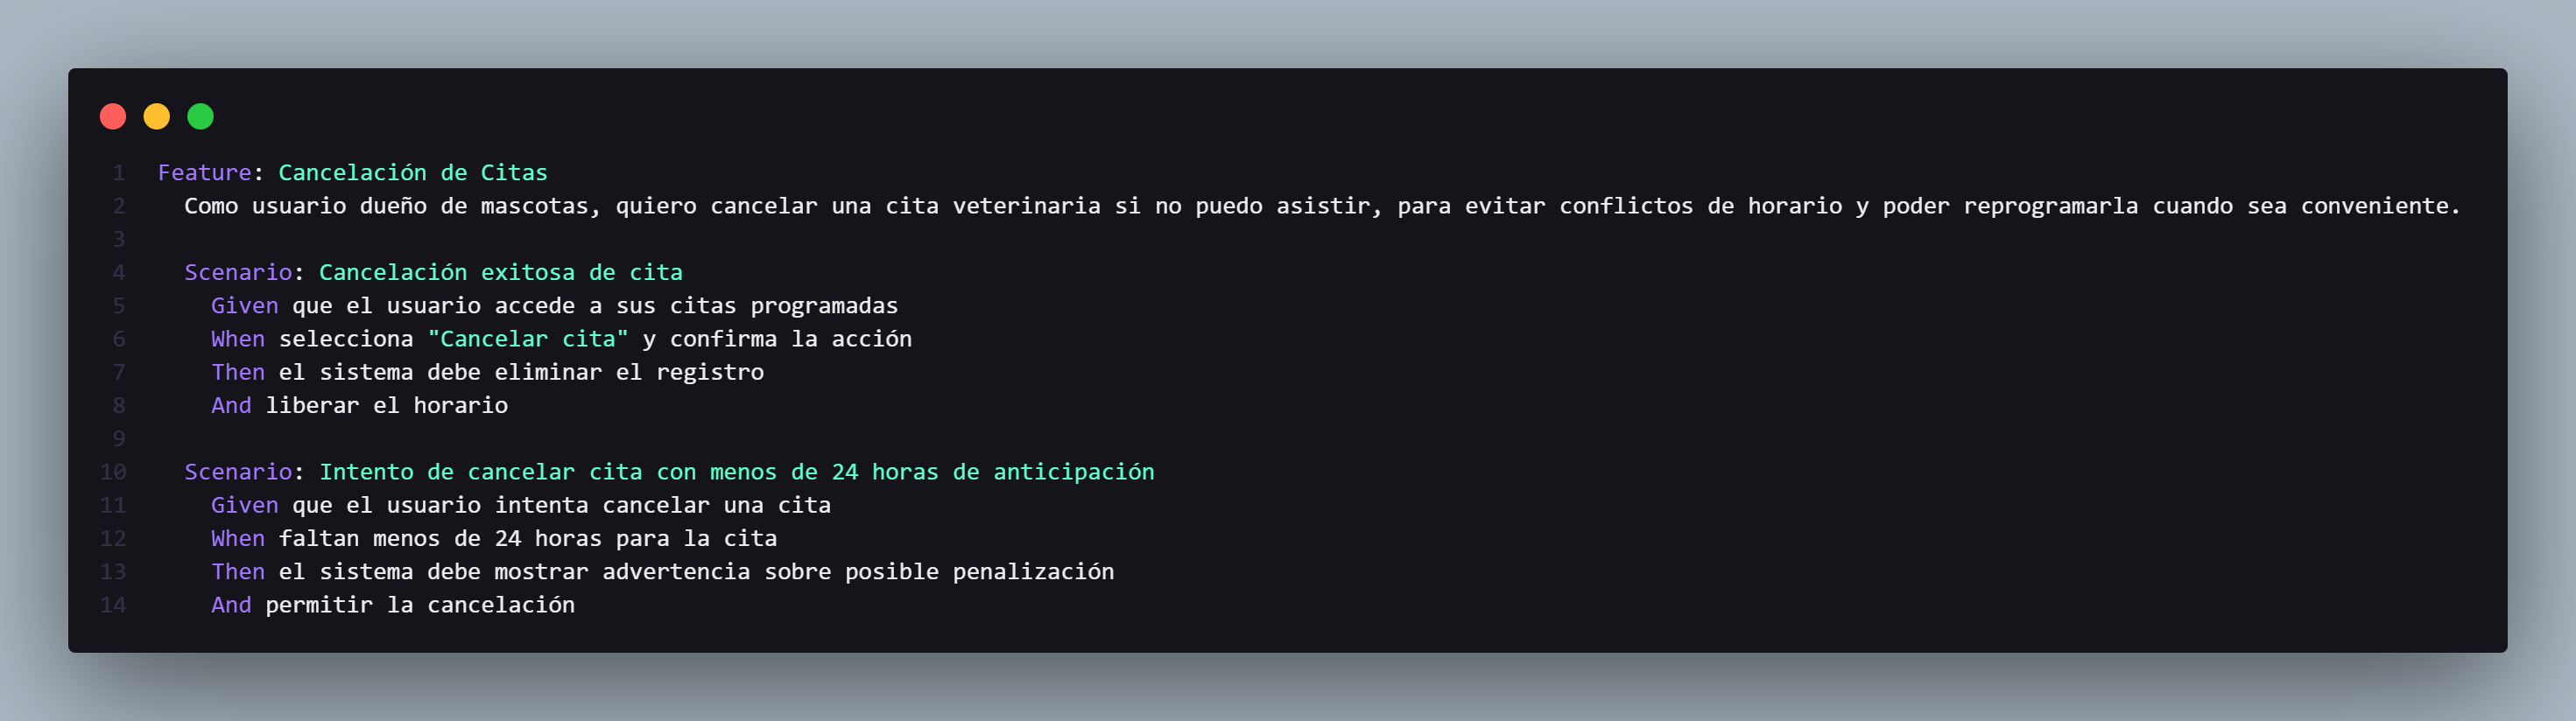 1 Feature: Cancelación de Citas
2 Como usuario dueño de mascotas, quiero cancelar una cita veterinaria si no puedo asistir, para evitar conflictos de horario y poder reprogramarla cuando sea conveniente.
3
4 Scenario: Cancelación exitosa de cita
5 Given que el usuario accede a sus citas programadas
6 When selecciona "Cancelar cita" y confirma la acción
7 Then el sistema debe eliminar el registro
8 And liberar el horario
9
10 Scenario: Intento de cancelar cita con menos de 24 horas de anticipación
11 Given que el usuario intenta cancelar una cita
12 When faltan menos de 24 horas para la cita
13 Then el sistema debe mostrar advertencia sobre posible penalización
14 And permitir la cancelación